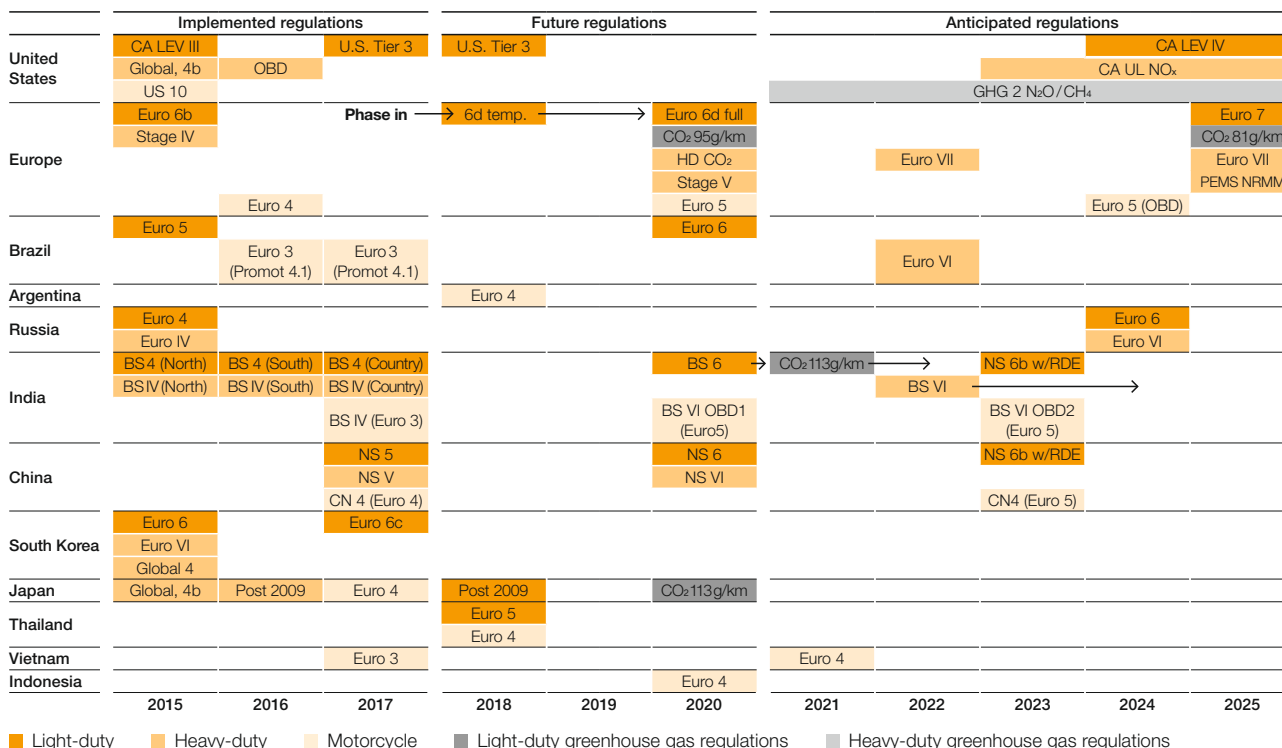 Implemented regulations Future regulations Anticipated regulations
United States
CA LEV III U.S. Tier 3 U.S. Tier 3 CA LEV IV
Global, 4b OBD CA UL NOₓ
US 10 GHG 2 N₂O / CH₄
Europe
Euro 6b Phase in 6d temp. Euro 6d full Euro 7
Stage IV CO₂ 95g/km CO₂ 81g/km
HD CO₂ Euro VII Euro VII
Stage V PEMS NRMM
Euro 4 Euro 5 Euro 5 (OBD)
Brazil
Euro 5 Euro 6
Euro 3 Euro 3 Euro VI
(Promot 4.1) (Promot 4.1)
Argentina Euro 4
Russia
Euro 4 Euro 6
Euro IV Euro VI
India
BS 4 (North) BS 4 (South) BS 4 (Country) BS 6 CO₂ 113g/km NS 6b w/RDE
BS IV (North) BS IV (South) BS IV (Country) BS VI
BS IV (Euro 3) BS VI OBD1 BS VI OBD2
(Euro5) (Euro 5)
China
NS 5 NS 6 NS 6b w/RDE
NS V NS VI
CN 4 (Euro 4) CN4 (Euro 5)
South Korea
Euro 6 Euro 6c
Euro VI
Global 4
Japan Global, 4b Post 2009 Euro 4 Post 2009 CO₂ 113g/km
Thailand
Euro 5
Euro 4
Vietnam Euro 3 Euro 4
Indonesia Euro 4
2015 2016 2017 2018 2019 2020 2021 2022 2023 2024 2025
Light-duty Heavy-duty Motorcycle Light-duty greenhouse gas regulations Heavy-duty greenhouse gas regulations